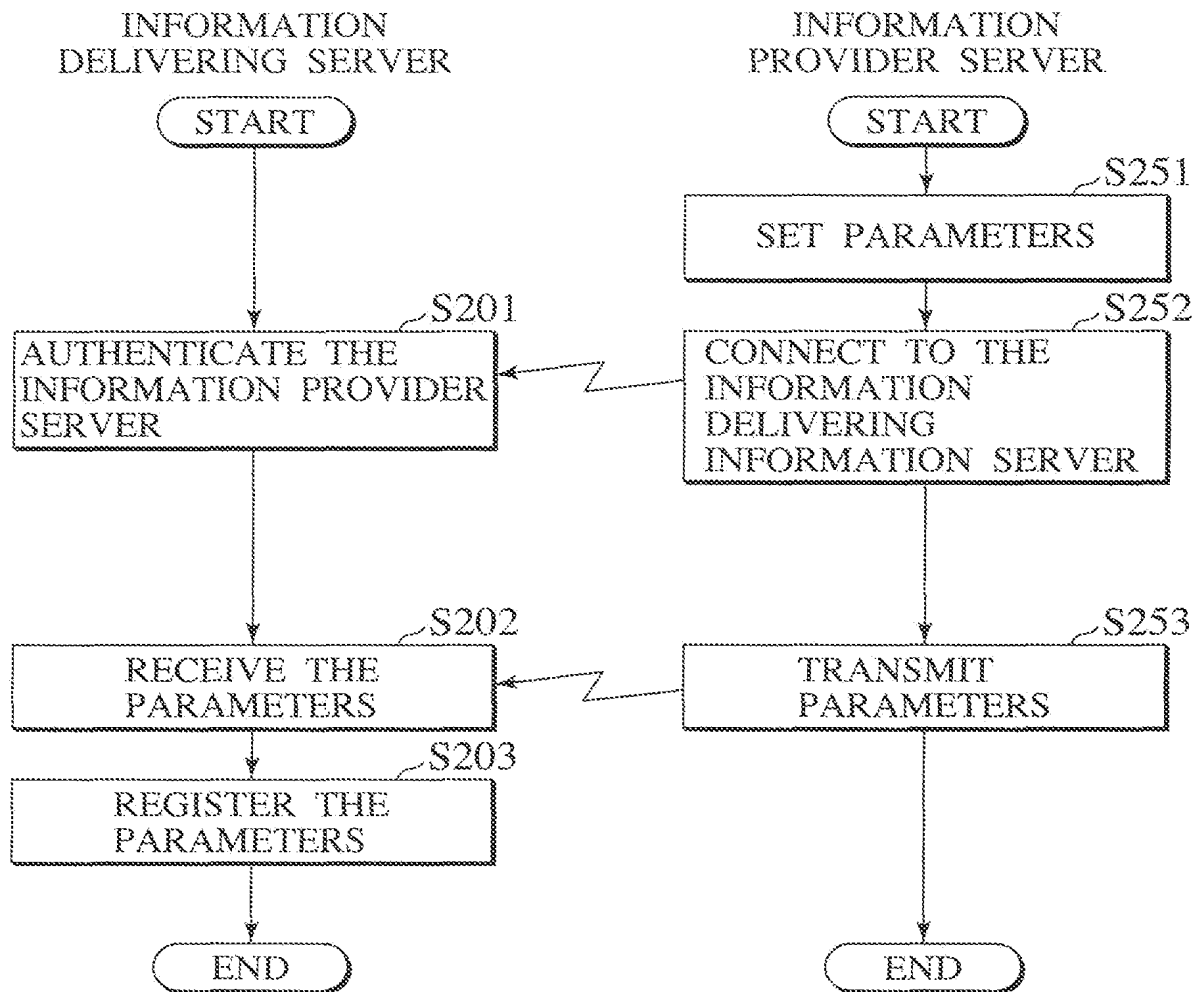 INFORMATION
DELIVERING SERVER
START
S201
AUTHENTICATE THE
INFORMATION PROVIDER
SERVER
S202
RECEIVE THE
PARAMETERS
S203
REGISTER THE
PARAMETERS
END
INFORMATION
PROVIDER SERVER
START
S251
SET PARAMETERS
S252
CONNECT TO THE
INFORMATION
DELIVERING
INFORMATION SERVER
S253
TRANSMIT
PARAMETERS
END